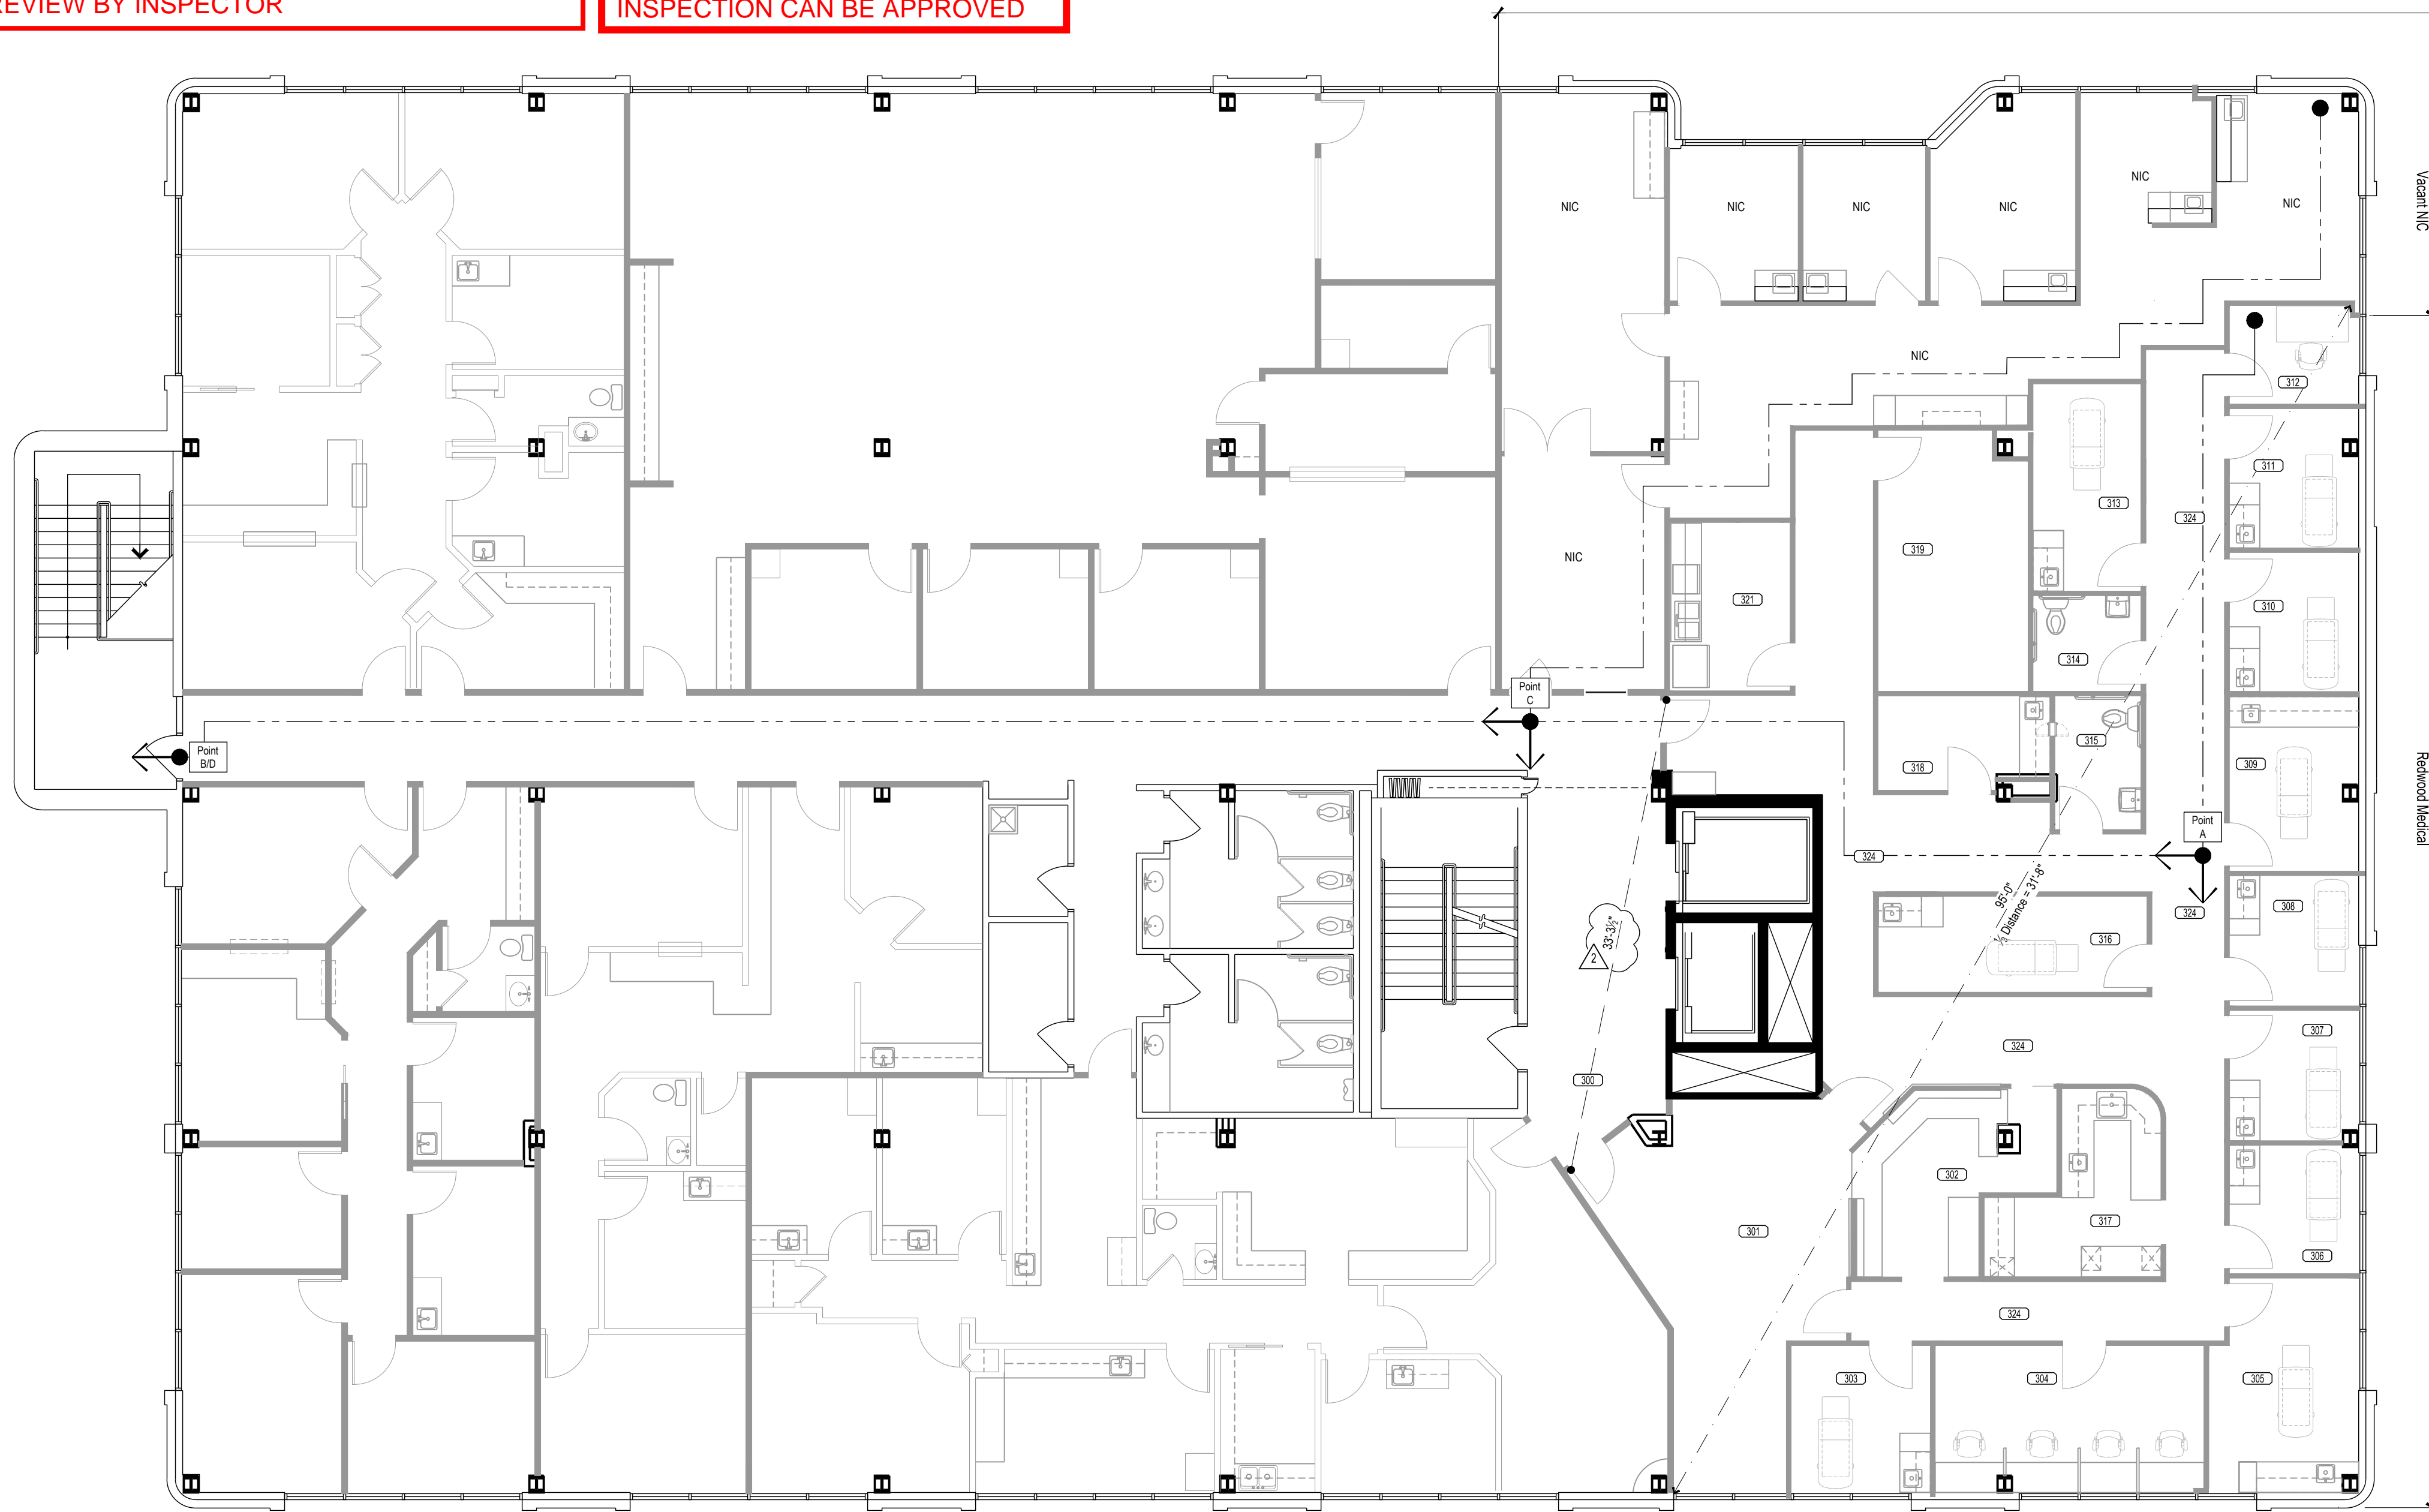 REVIEW BY INSPECTOR
INSPECTION CAN BE APPROVED
NIC
NIC
NIC
NIC
NIC
NIC
Vacant NIC
NIC
312
311
313
324
319
NIC
321
310
314
Point
C
Point
B/D
315
318
309
Redwood Medical
Point
A
324
95'-0"
⅓ Distance = 31'-8"
308
324
316
33'-3½"
2
307
324
300
302
317
301
306
324
303
304
305